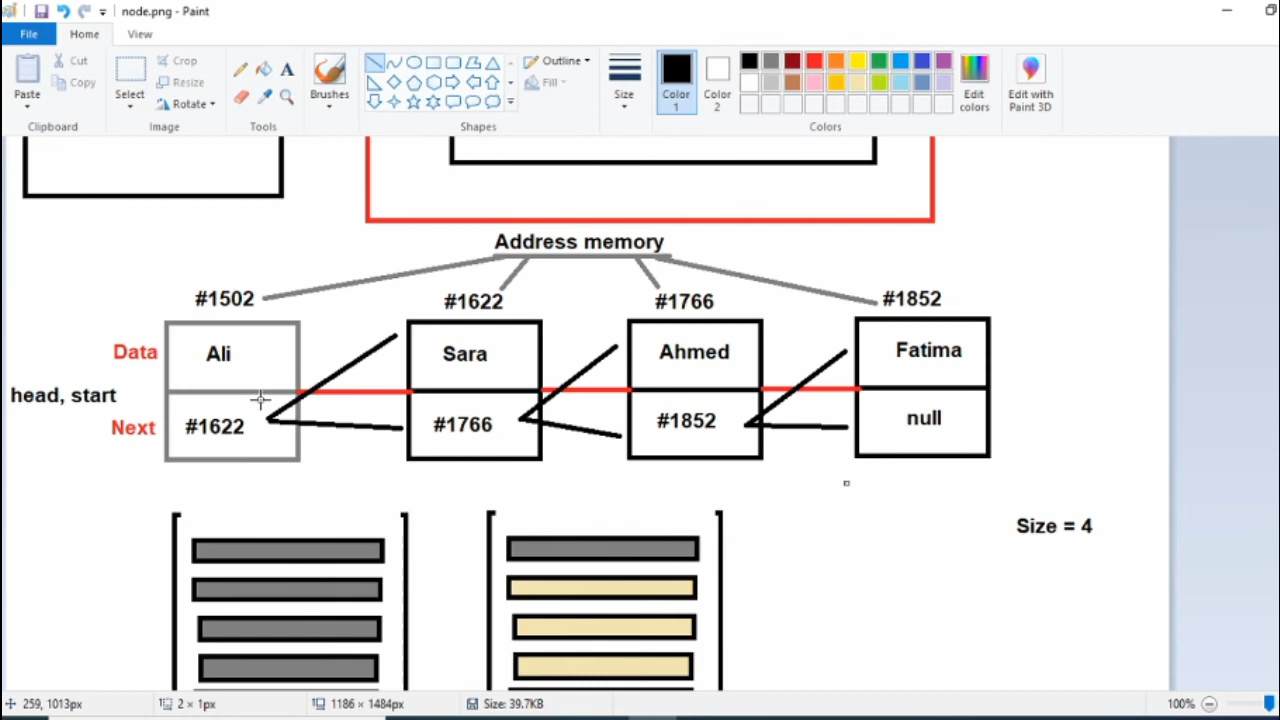 node.png - Paint
File Home View
Paste
Cut
Copy
Clipboard
Select
Crop
Resize
Rotate
Image
A
Tools
Brushes
Outline
Fill
Shapes
Size
Color 1
Color 2
Edit colors
Colors
Edit with Paint 3D
Address memory
#1502 #1622 #1766 #1852
Data Ali Sara Ahmed Fatima
head, start
Next #1622 #1766 #1852 null
Size = 4
259, 1013px 2 × 1px 1186 × 1484px Size: 39.7KB 100%